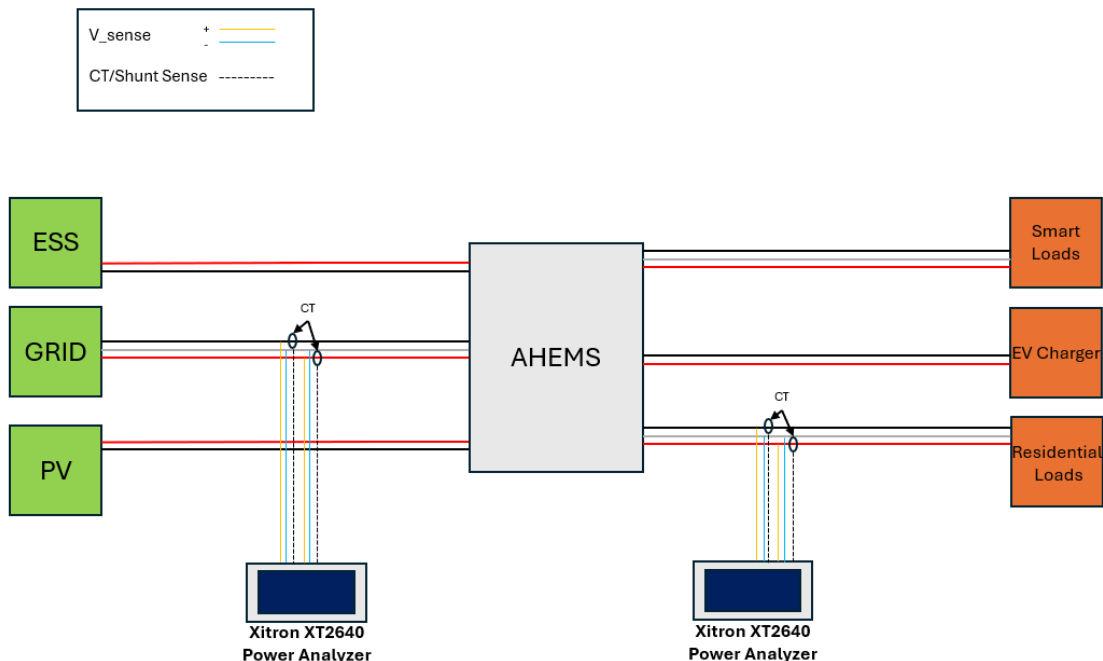 V_sense
+
-
CT/Shunt Sense
ESS
GRID
PV
CT
AHEMS
CT
Smart
Loads
EV Charger
Residential
Loads
Xitron XT2640
Power Analyzer
Xitron XT2640
Power Analyzer